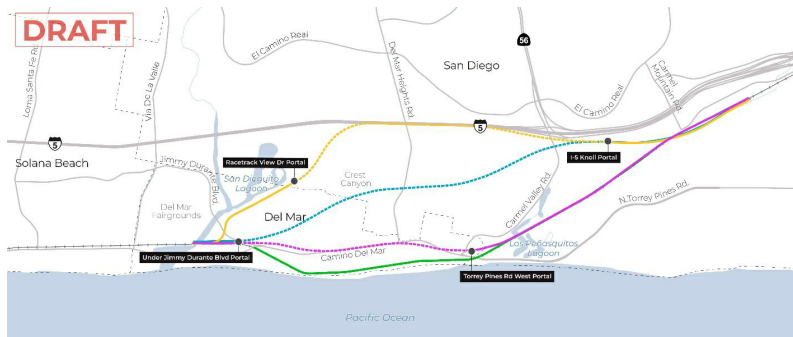 DRAFT
Loma Santa Fe
Via De La Valle
El Camino Real
Del Mar Heights Rd.
San Diego
56
El Camino Real
Carmel
Mountain Rd.
5
5
Solana Beach
Jimmy Durante Blvd.
Racetrack View Dr Portal
I-5 Knoll Portal
San Dieguito
Lagoon
Crest
Canyon
Del Mar
Fairgrounds
Del Mar
Carmel Valley Rd.
N.Torrey Pines Rd.
Under Jimmy Durante Blvd Portal
Camino Del Mar
Los Peñasquitos
Lagoon
Torrey Pines Rd West Portal
Pacific Ocean